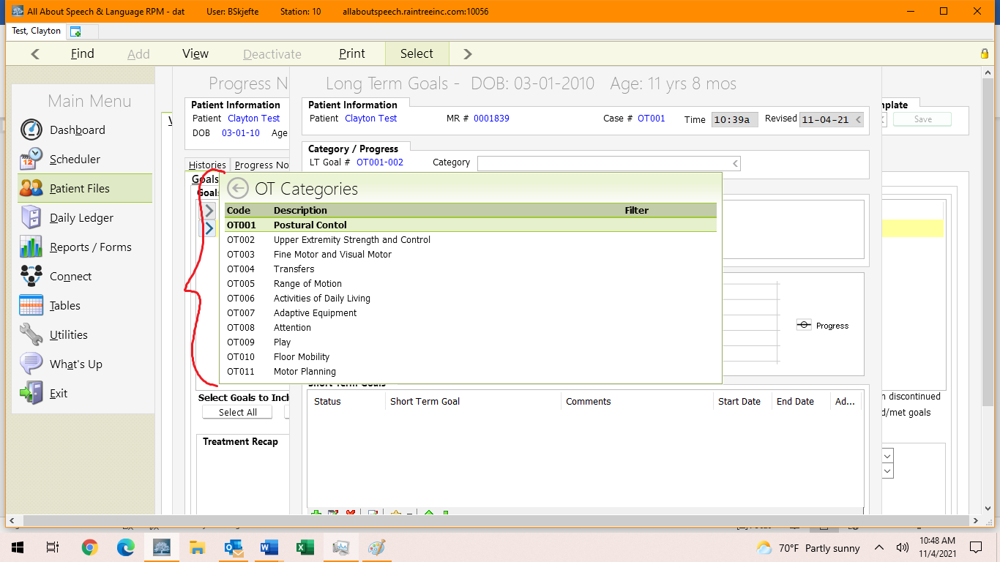 All About Speech & Language RPM - dat User: BSkjefte Station: 10 allaboutspeech.raintreeinc.com:10056
Test, Clayton
Find Add View Deactivate Print Select
Main Menu
Dashboard
Scheduler
Patient Files
Daily Ledger
Reports / Forms
Connect
Tables
Utilities
What's Up
Exit
Progress N
Patient Information
Patient Clayton Test
DOB 03-01-10 Age
Histories Progress No
Goals
Goal
Long Term Goals - DOB: 03-01-2010 Age: 11 yrs 8 mos
Patient Information
Patient Clayton Test MR # 0001839 Case # OT001 Time 10:39a Revised 11-04-21
Category / Progress
LT Goal # OT001-002 Category
mplate
Save
OT Categories
Code Description Filter
OT001 Postural Contol
OT002 Upper Extremity Strength and Control
OT003 Fine Motor and Visual Motor
OT004 Transfers
OT005 Range of Motion
OT006 Activities of Daily Living
OT007 Adaptive Equipment
OT008 Attention
OT009 Play
OT010 Floor Mobility
OT011 Motor Planning
Progress
Short Term Goals
Status Short Term Goal Comments Start Date End Date Ad...
Select Goals to Incl
Select All
Treatment Recap
n discontinued
d/met goals
70°F Partly sunny
10:48 AM
11/4/2021